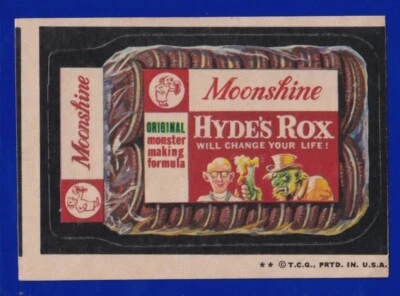 Moonshine
Moonshine
ORIGINAL
monster
making
formula
HYDE'S ROX
WILL CHANGE YOUR LIFE!
** © T.C.G., PRTD. IN U.S.A.